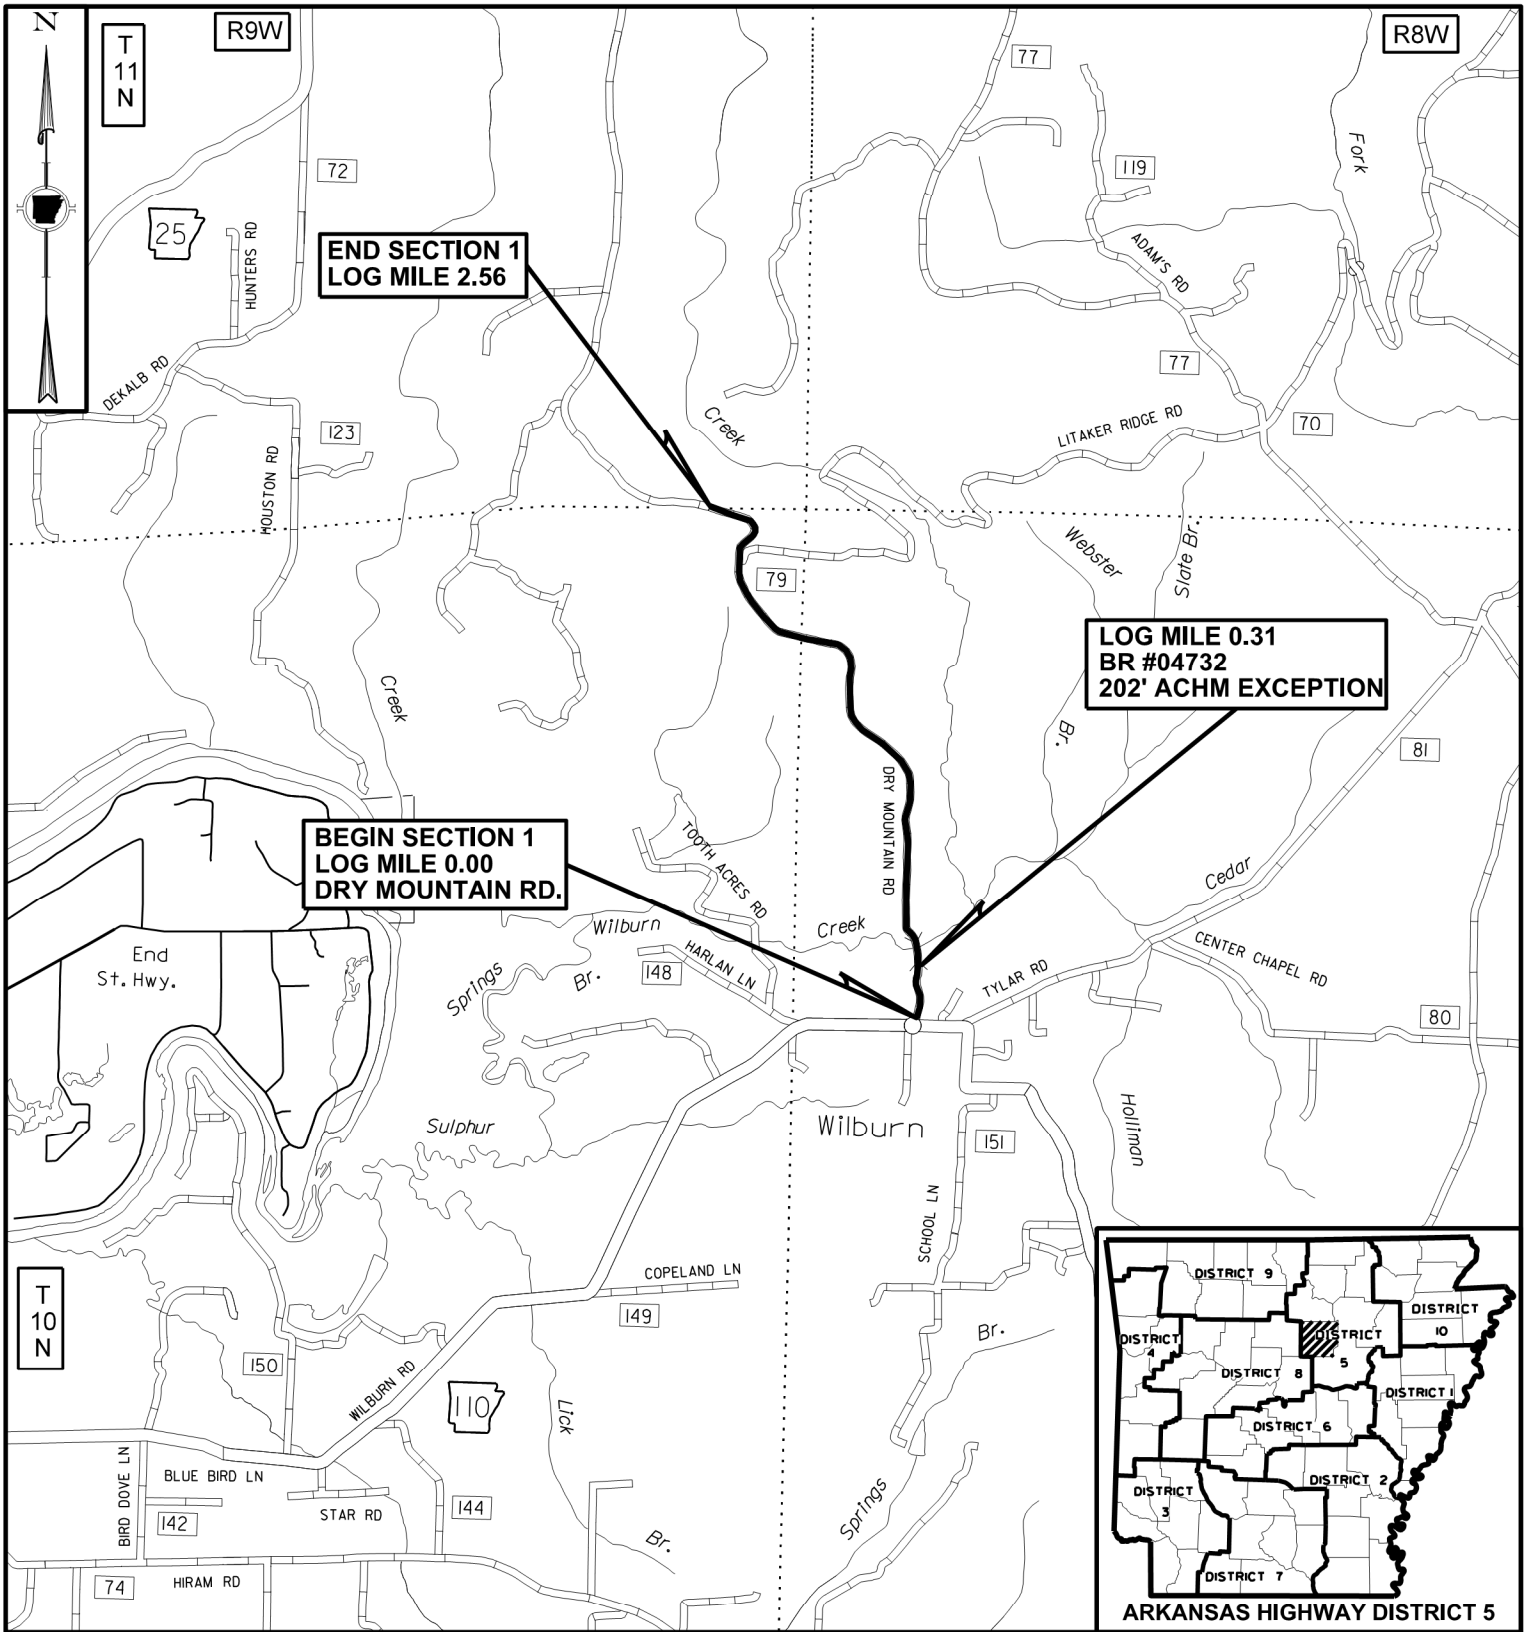 N
T
11
N
R9W
R8W
77
Fork
72
119
25
HUNTERS RD
END SECTION 1
LOG MILE 2.56
ADAM'S RD
77
DEKALB RD
Creek
LITAKER RIDGE RD
70
123
HOUSTON RD
Webster
Slate Br.
79
LOG MILE 0.31
BR #04732
202' ACHM EXCEPTION
Creek
Br.
81
DRY MOUNTAIN RD
BEGIN SECTION 1
LOG MILE 0.00
DRY MOUNTAIN RD.
TOOTH ACRES RD
Cedar
Wilburn
Creek
End
St. Hwy.
Springs
Br.
148
HARLAN LN
TYLAR RD
CENTER CHAPEL RD
80
Sulphur
Wilburn
151
Holliman
SCHOOL LN
T
10
N
COPELAND LN
149
Br.
150
WILBURN RD
110
Lick
BIRD DOVE LN
BLUE BIRD LN
142
STAR RD
144
Springs
Br.
74
HIRAM RD
DISTRICT 9
DISTRICT
10
DISTRICT
4
DISTRICT
5
DISTRICT 8
DISTRICT 1
DISTRICT 6
DISTRICT 2
DISTRICT
3
DISTRICT 7
ARKANSAS HIGHWAY DISTRICT 5